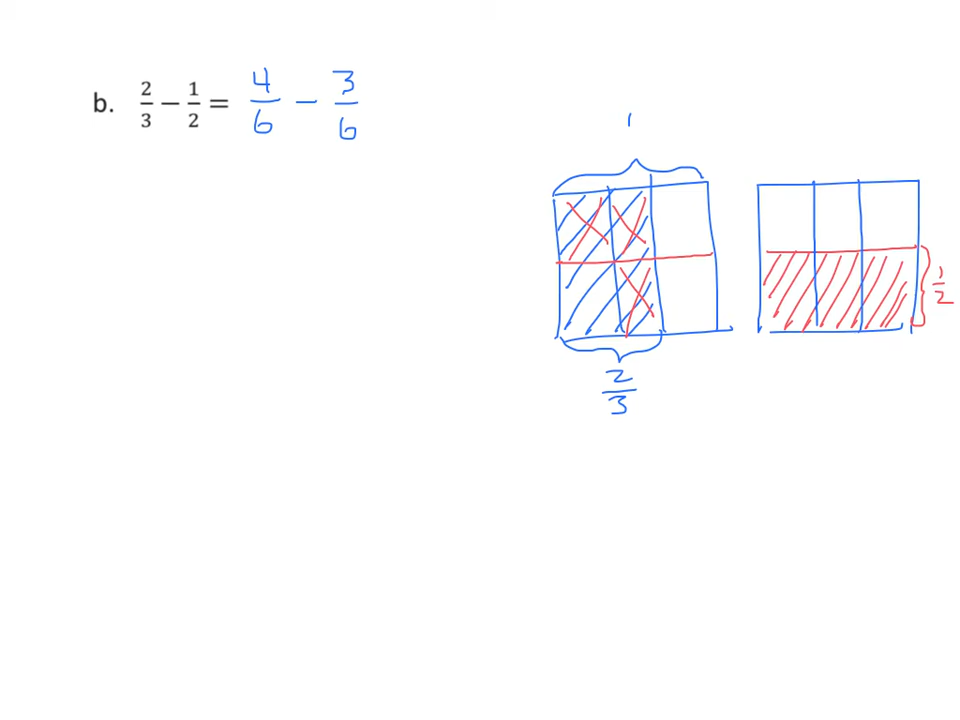 b. 2/3 − 1/2 = 4/6 − 3/6
1
1/2
2/3